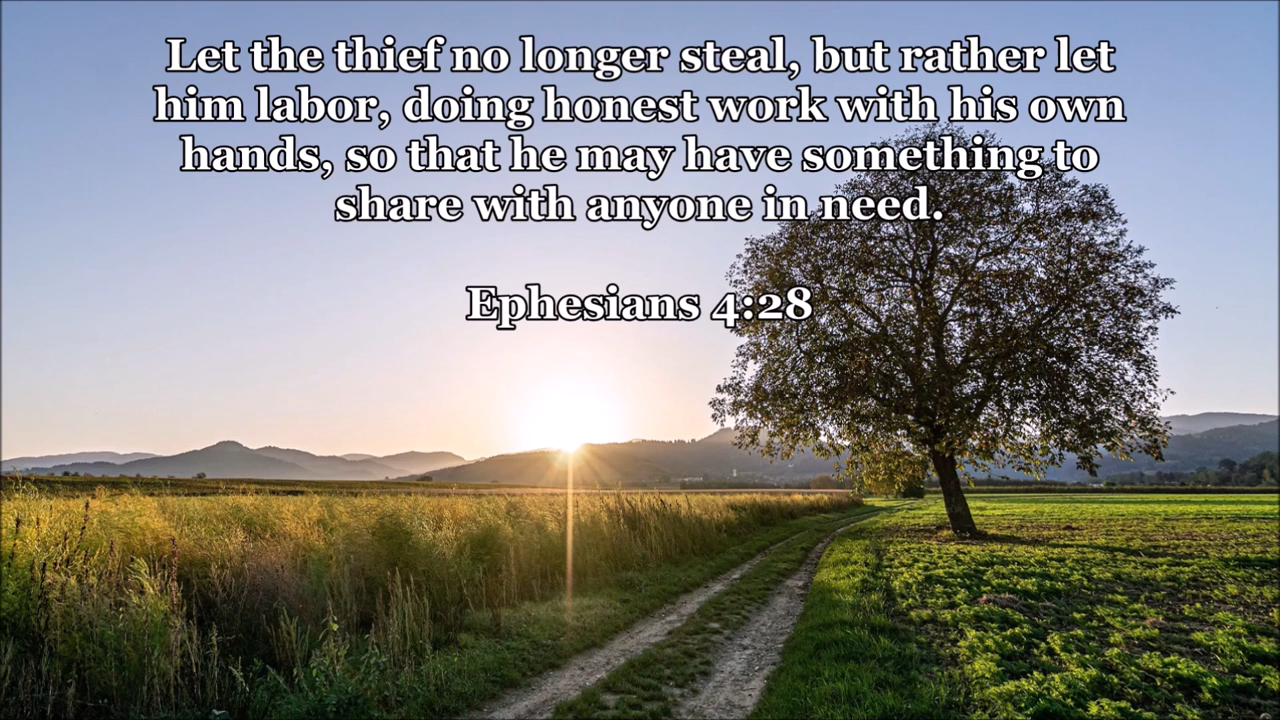 Let the thief no longer steal, but rather let
him labor, doing honest work with his own
hands, so that he may have something to
share with anyone in need.
Ephesians 4:28